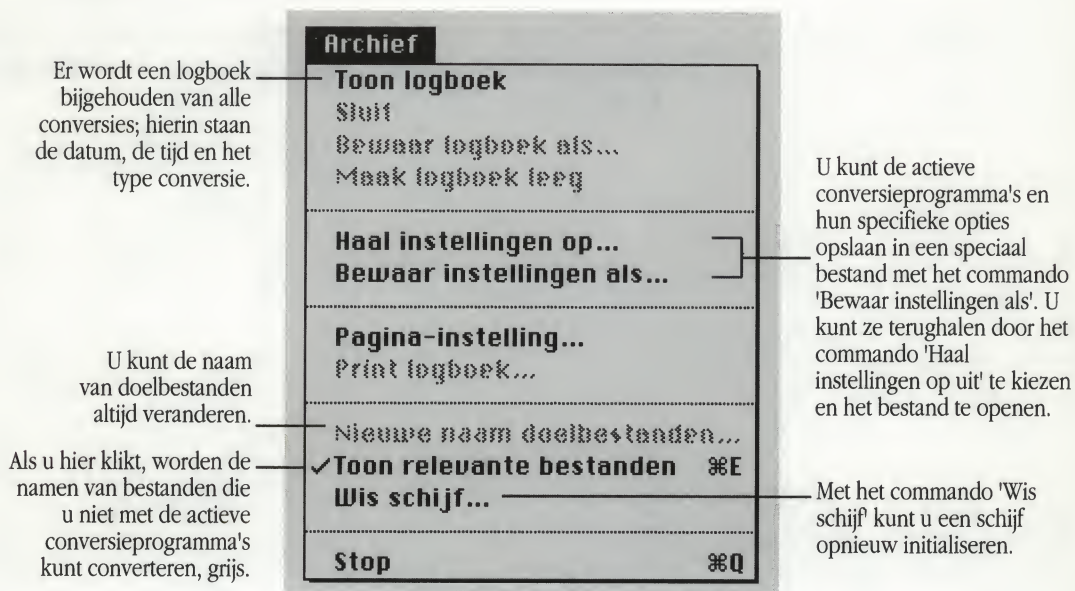 Er wordt een logboek
bijgehouden van alle
conversies; hierin staan
de datum, de tijd en het
type conversie.
U kunt de naam
van doelbestanden
altijd veranderen.
Als u hier klikt, worden de
namen van bestanden die
u niet met de actieve
conversieprogramma's
kunt converteren, grijs.
Archief
Toon logboek
Sluit
Bewaar logboek als...
Maak logboek leeg
Haal instellingen op...
Bewaar instellingen als...
Pagina-instelling...
Print logboek...
Nieuwe naam doelbestanden...
✓Toon relevante bestanden ⌘E
Wis schijf...
Stop ⌘Q
U kunt de actieve
conversieprogramma's en
hun specifieke opties
opslaan in een speciaal
bestand met het commando
'Bewaar instellingen als'. U
kunt ze terughalen door het
commando 'Haal
instellingen op uit' te kiezen
en het bestand te openen.
Met het commando 'Wis
schijf' kunt u een schijf
opnieuw initialiseren.